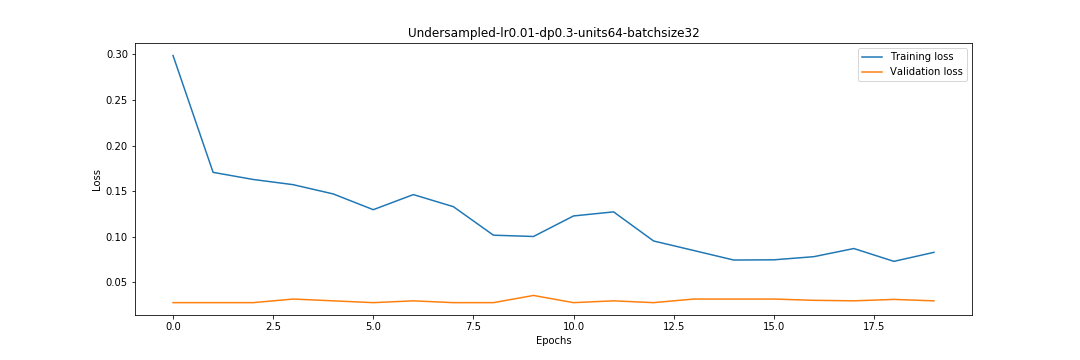 Undersampled-lr0.01-dp0.3-units64-batchsize32
Training loss
Validation loss
0.30
0.25
0.20
0.15
0.10
0.05
Loss
0.0
2.5
5.0
7.5
10.0
12.5
15.0
17.5
Epochs